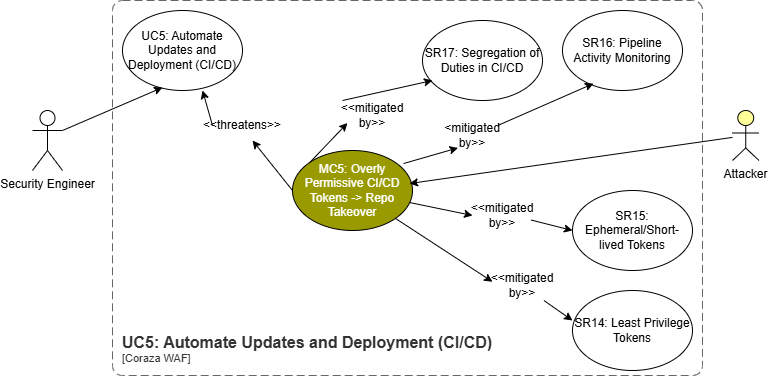 UC5: Automate
Updates and
Deployment (CI/CD)
SR17: Segregation of
Duties in CI/CD
SR16: Pipeline
Activity Monitoring
<<mitigated
by>>
<<threatens>>
<mitigated
by>>
Security Engineer
Attacker
MC5: Overly
Permissive CI/CD
Tokens -> Repo
Takeover
<<mitigated
by>>
SR15:
Ephemeral/Short-
lived Tokens
<<mitigated
by>>
SR14: Least Privilege
Tokens
UC5: Automate Updates and Deployment (CI/CD)
[Coraza WAF]